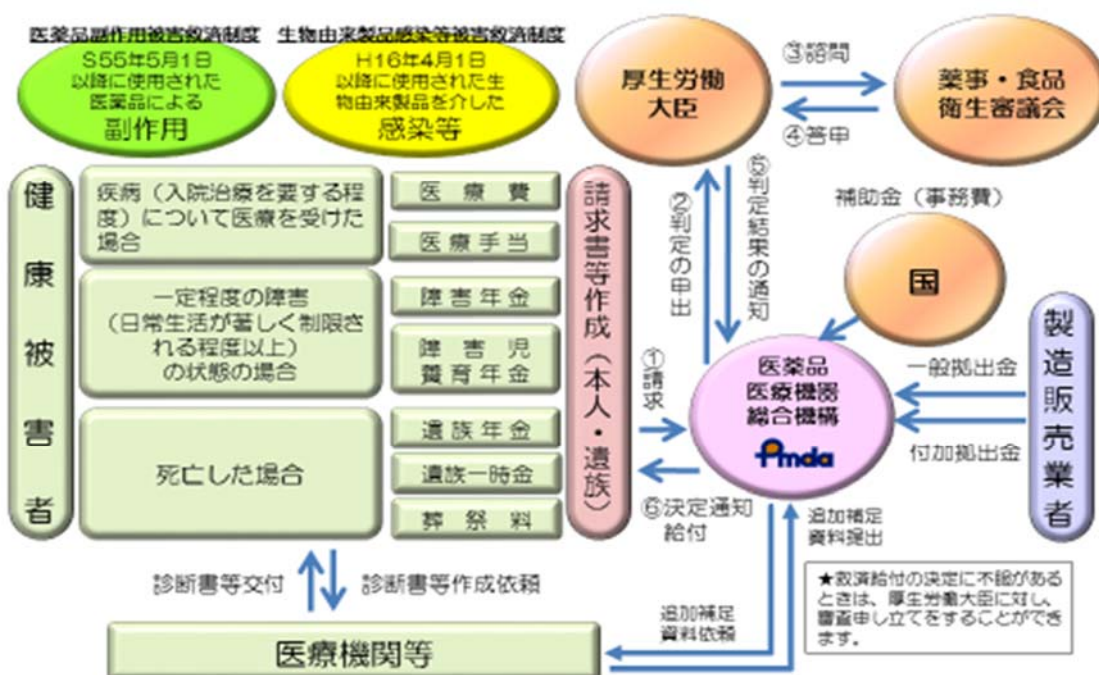 医薬品副作用被害救済制度
生物由来製品感染等被害救済制度
S55年5月1日
以降に使用された
医薬品による
副作用
H16年4月1日
以降に使用された生
物由来製品を介した
感染等
厚生労働
大臣
③諮問
④答申
薬事・食品
衛生審議会
健康被害者
疾病（入院治療を要する程
度）について医療を受けた
場合
医療費
医療手当
一定程度の障害
（日常生活が著しく制限さ
れる程度以上）
の状態の場合
障害年金
障害児
養育年金
死亡した場合
遺族年金
遺族一時金
葬祭料
請求書等作成（本人・遺族）
②判定の申出
⑤判定結果の通知
補助金（事務費）
国
①請求
⑥決定通知
給付
医薬品
医療機器
総合機構
Pmda
一般拠出金
付加拠出金
製造販売業者
診断書等交付
診断書等作成依頼
追加補足
資料提出
追加補足
資料依頼
医療機関等
★救済給付の決定に不服がある
ときは、厚生労働大臣に対し、
審査申し立てをすることができ
ます。